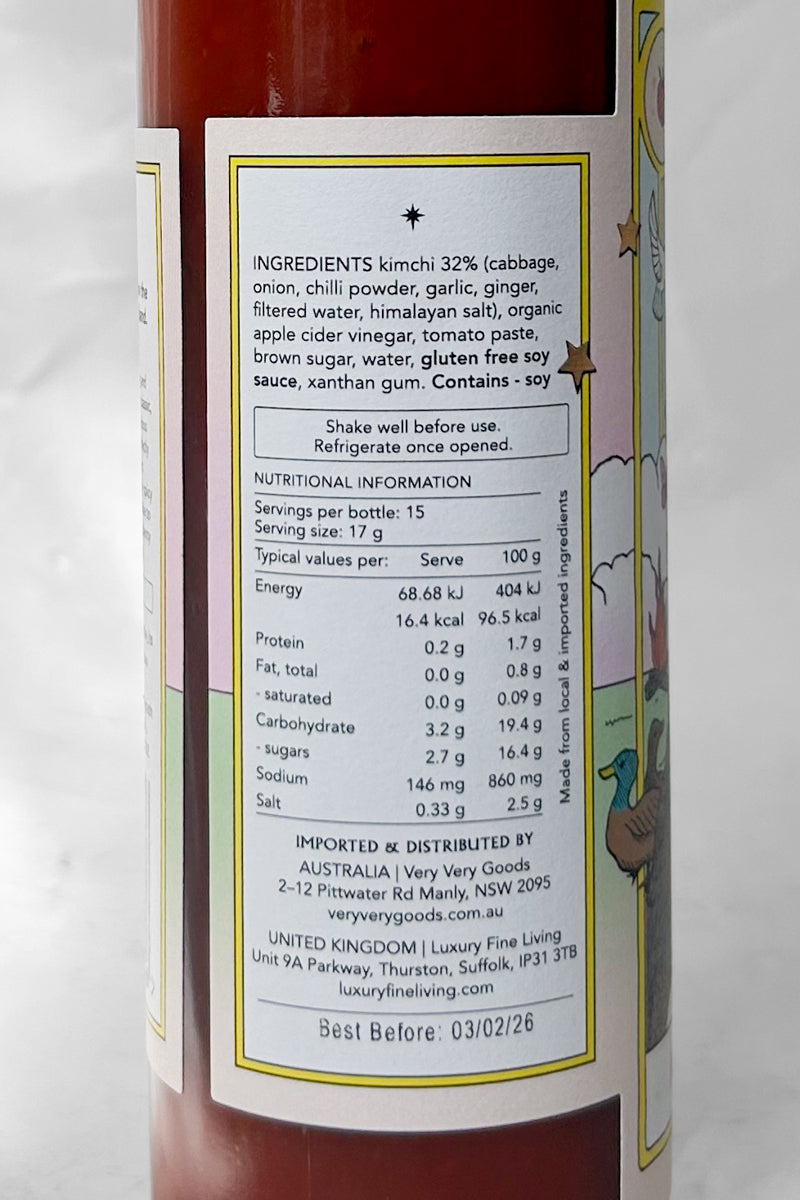 INGREDIENTS kimchi 32% (cabbage,
onion, chilli powder, garlic, ginger,
filtered water, himalayan salt), organic
apple cider vinegar, tomato paste,
brown sugar, water, gluten free soy
sauce, xanthan gum. Contains - soy
Shake well before use.
Refrigerate once opened.
NUTRITIONAL INFORMATION
Servings per bottle: 15
Serving size: 17 g
Typical values per: Serve 100 g
Energy 68.68 kJ 404 kJ
16.4 kcal 96.5 kcal
Protein 0.2 g 1.7 g
Fat, total 0.0 g 0.8 g
- saturated 0.0 g 0.09 g
Carbohydrate 3.2 g 19.4 g
- sugars 2.7 g 16.4 g
Sodium 146 mg 860 mg
Salt 0.33 g 2.5 g
Made from local & imported ingredients
IMPORTED & DISTRIBUTED BY
AUSTRALIA | Very Very Goods
2–12 Pittwater Rd Manly, NSW 2095
veryverygoods.com.au
UNITED KINGDOM | Luxury Fine Living
Unit 9A Parkway, Thurston, Suffolk, IP31 3TB
luxuryfineliving.com
Best Before: 03/02/26